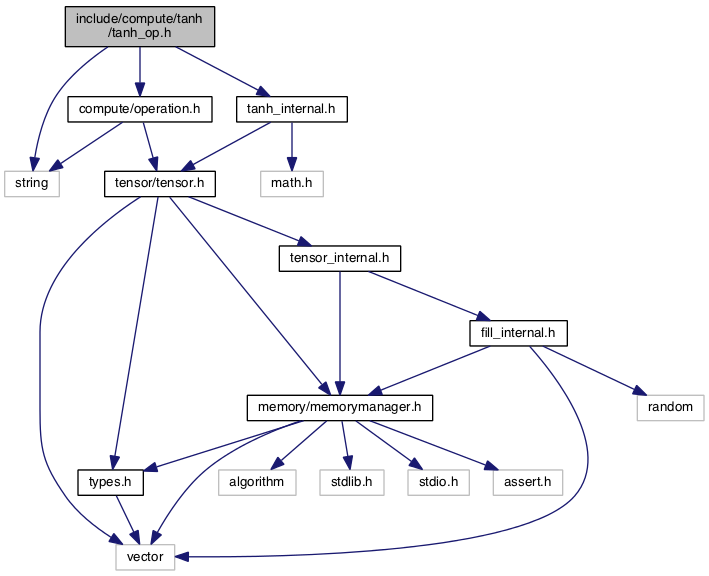 include/compute/tanh
/tanh_op.h
compute/operation.h
tanh_internal.h
string
tensor/tensor.h
math.h
tensor_internal.h
fill_internal.h
memory/memorymanager.h
random
types.h
algorithm
stdlib.h
stdio.h
assert.h
vector